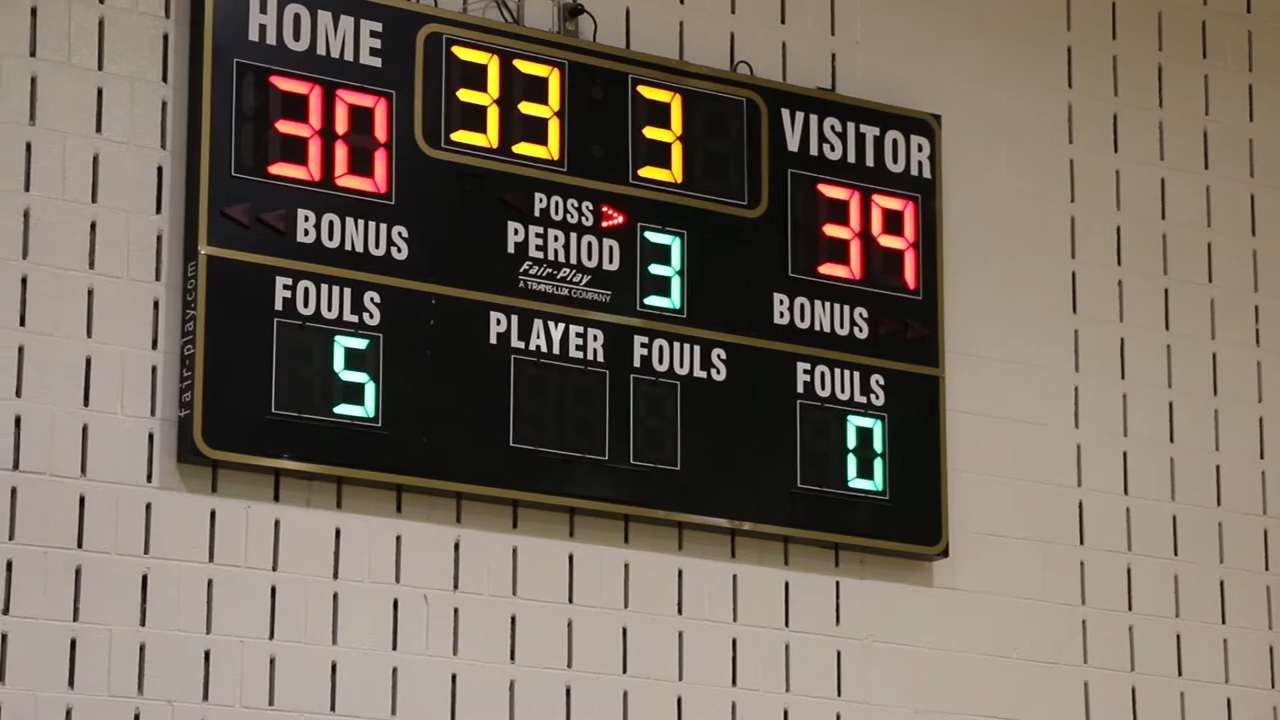 HOME
33 3
VISITOR
30
39
POSS >
BONUS
PERIOD 3
Fair-Play
A TRANS-LUX COMPANY
BONUS
FOULS
PLAYER FOULS
FOULS
5
0
fair-play.com